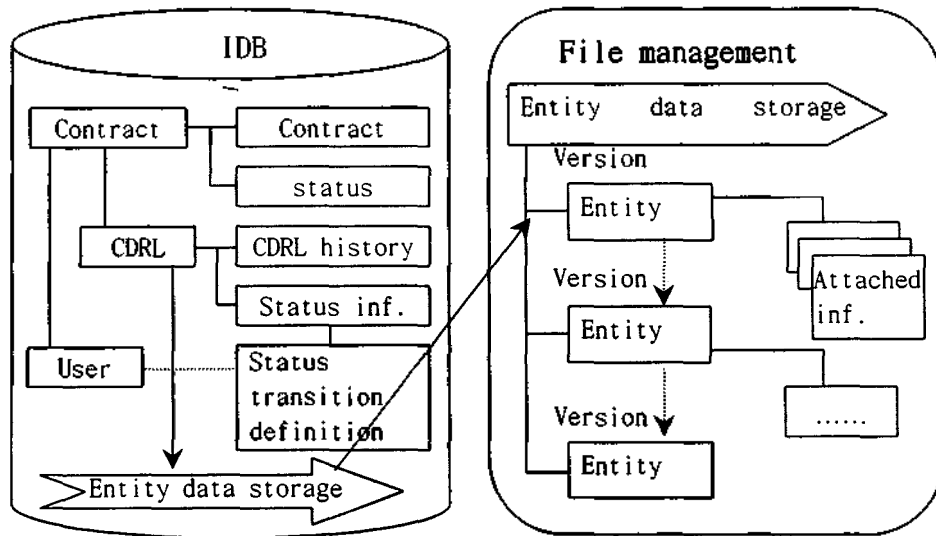 IDB
Contract
Contract
status
CDRL
CDRL history
Status inf.
User
Status
transition
definition
Entity data storage
File management
Entity data storage
Version
Entity
Attached
inf.
Version
Entity
......
Version
Entity